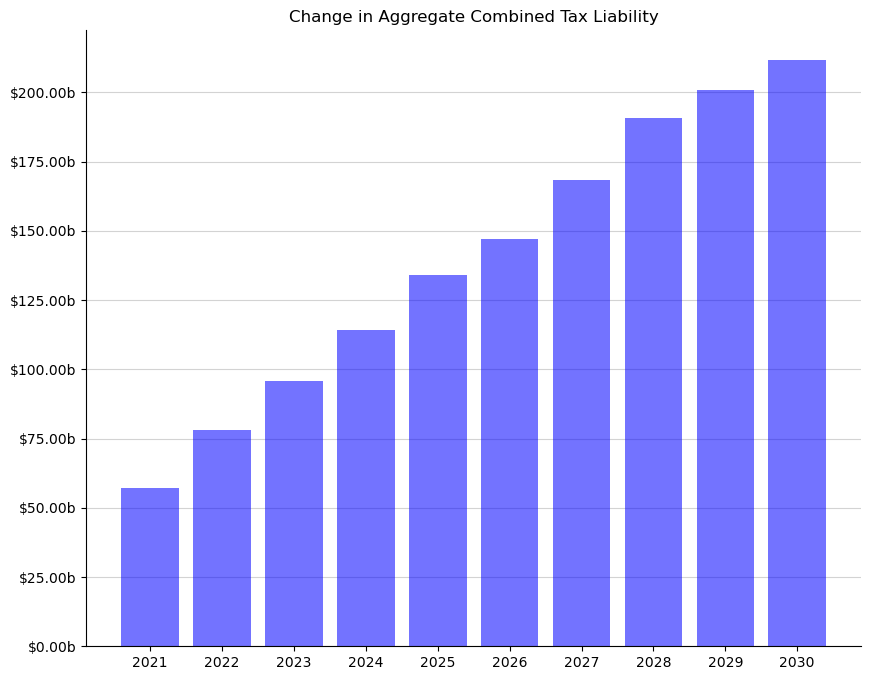 Change in Aggregate Combined Tax Liability
$200.00b
$175.00b
$150.00b
$125.00b
$100.00b
$75.00b
$50.00b
$25.00b
$0.00b
2021 2022 2023 2024 2025 2026 2027 2028 2029 2030